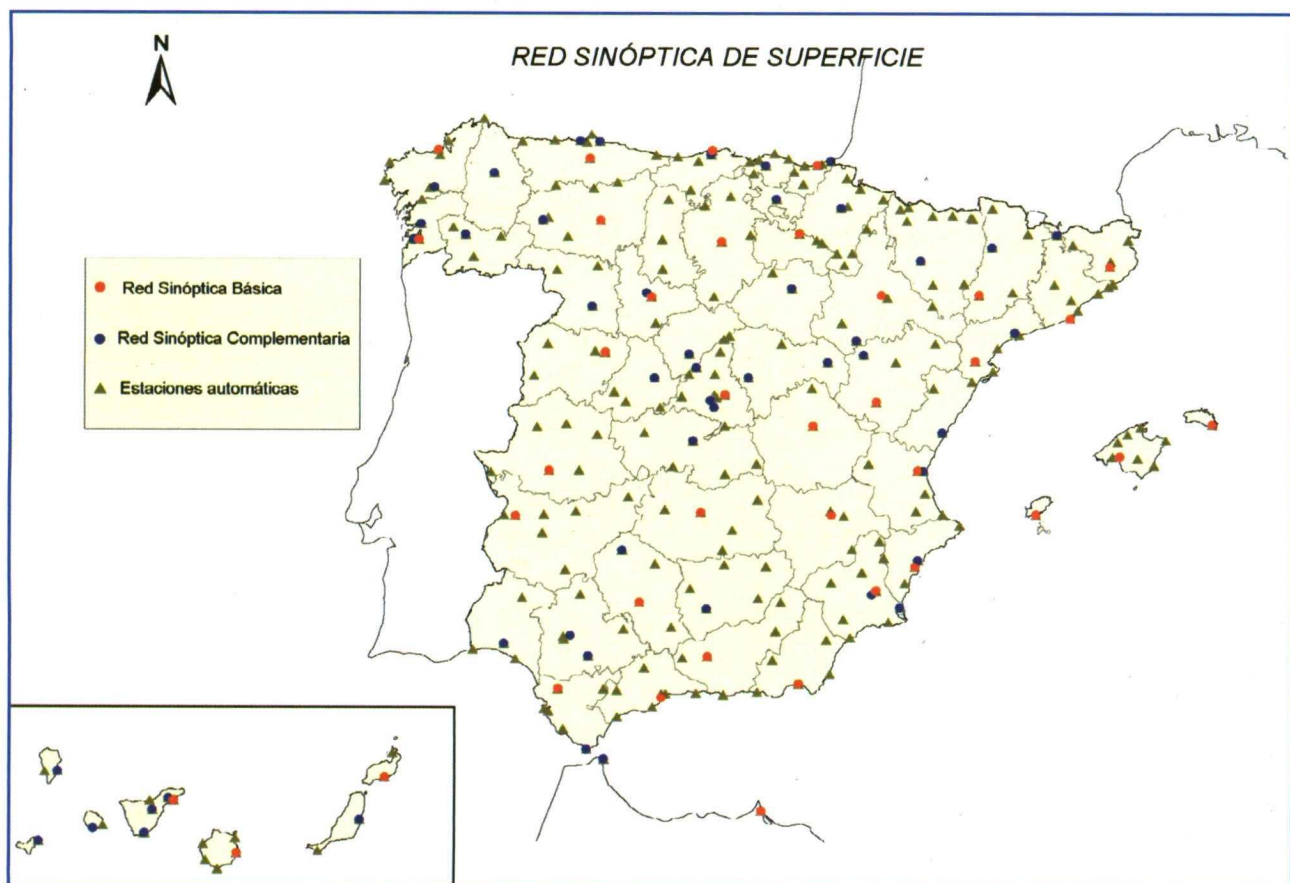 N
RED SINÓPTICA DE SUPERFICIE
Red Sinóptica Básica
Red Sinóptica Complementaria
Estaciones automáticas